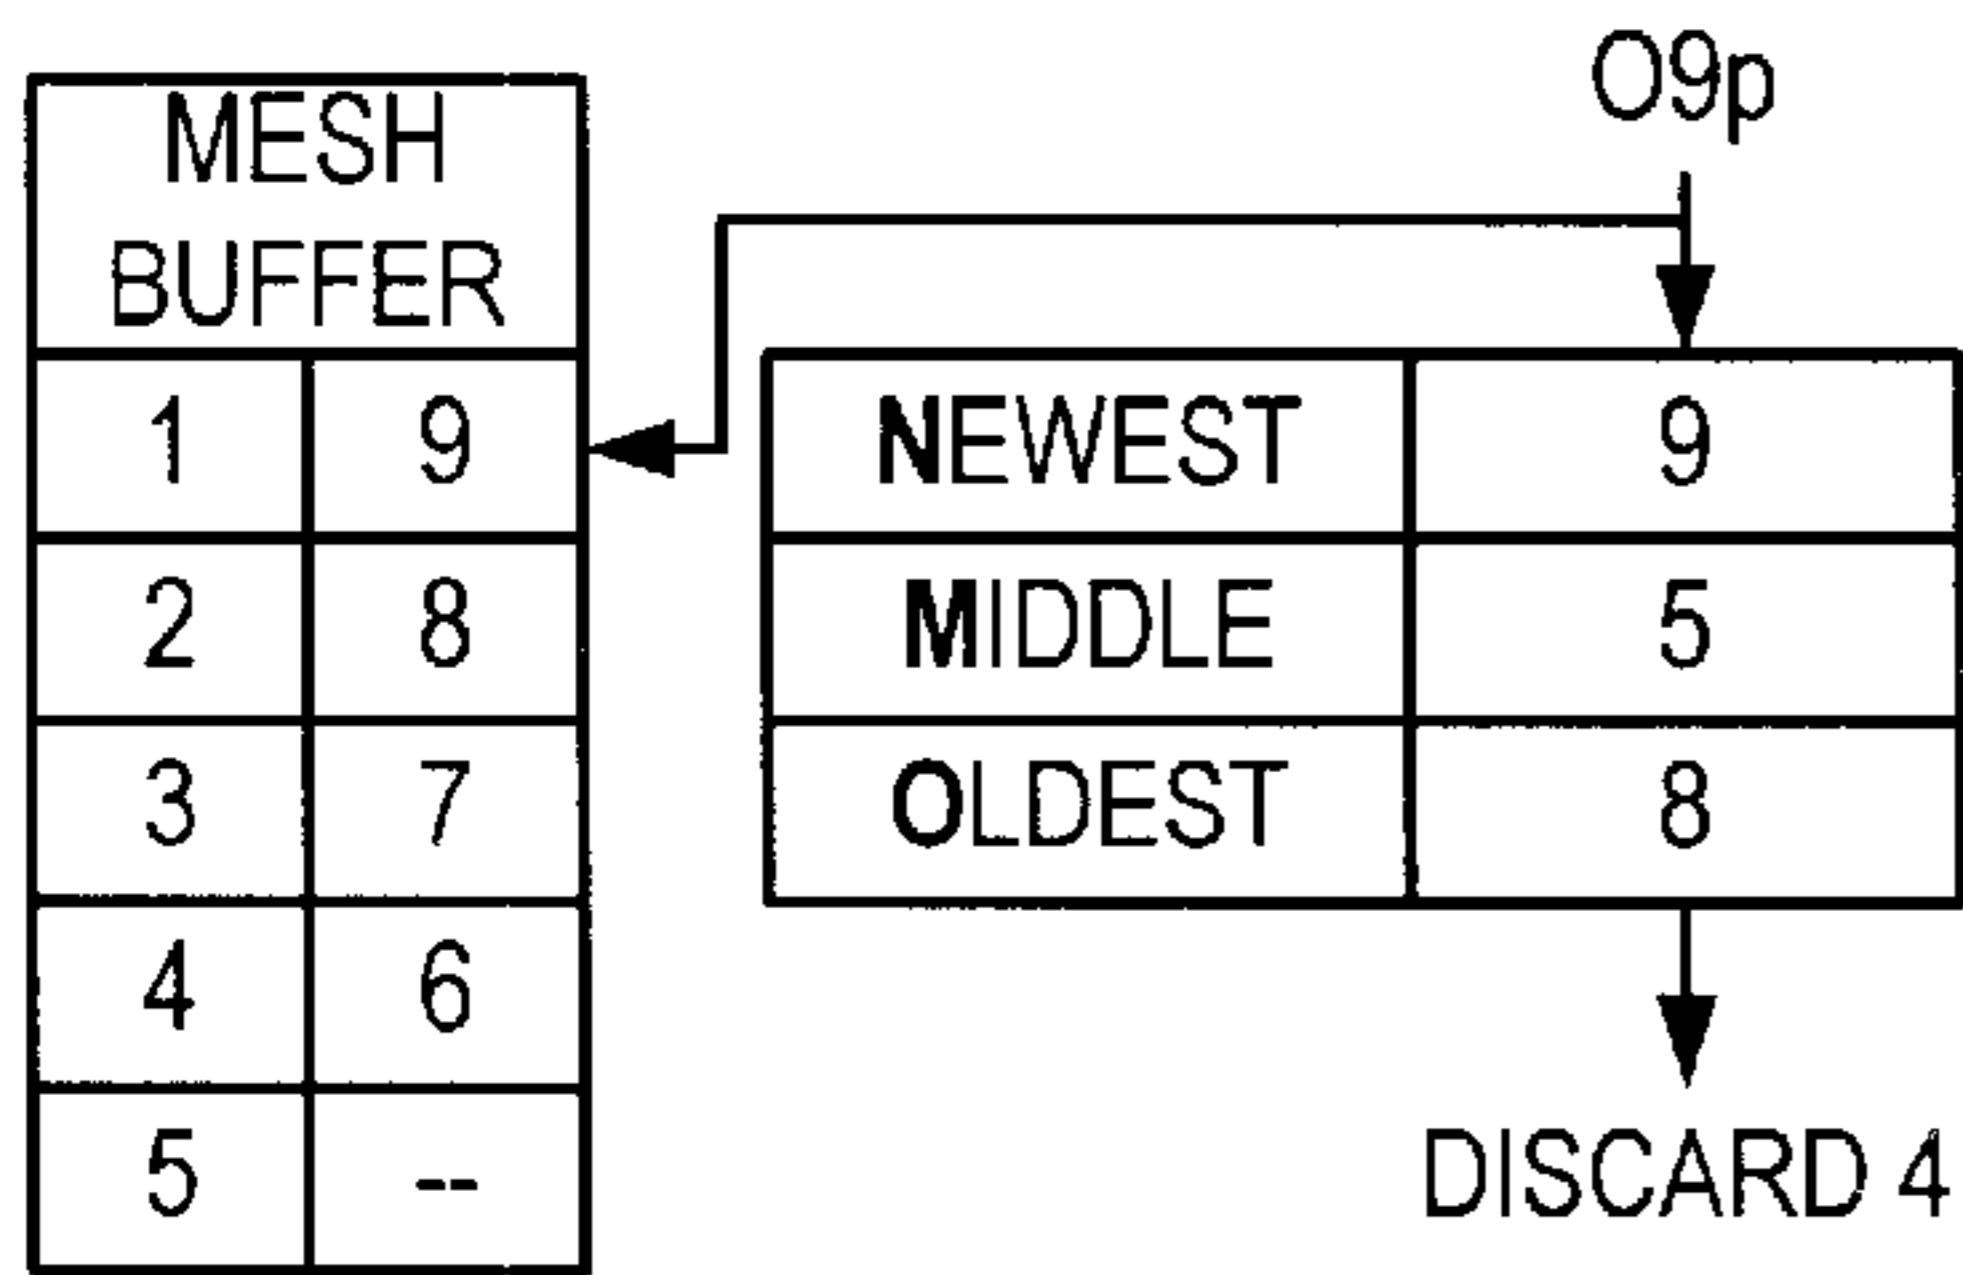 O9p
MESH
BUFFER
1 9
2 8
3 7
4 6
5 --
NEWEST 9
MIDDLE 5
OLDEST 8
DISCARD 4